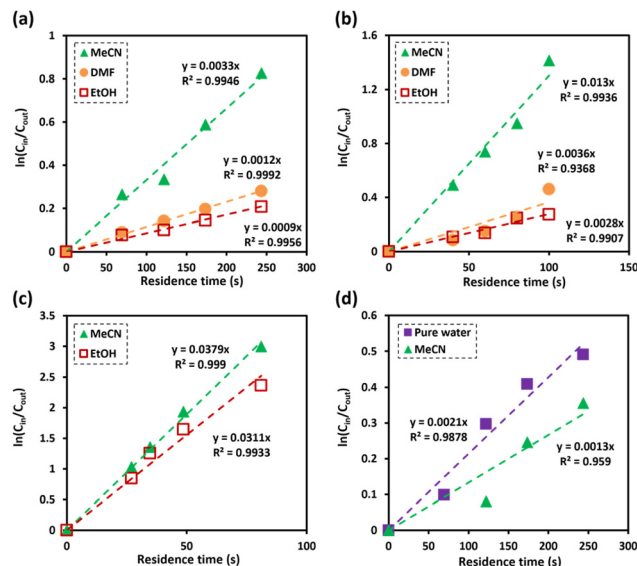 (a)
MeCN
DMF
EtOH
y = 0.0033x
R² = 0.9946
y = 0.0012x
R² = 0.9992
y = 0.0009x
R² = 0.9956
ln(Cin/Cout)
1
0.8
0.6
0.4
0.2
0
0 50 100 150 200 250 300
Residence time (s)
(b)
MeCN
DMF
EtOH
y = 0.013x
R² = 0.9936
y = 0.0036x
R² = 0.9368
y = 0.0028x
R² = 0.9907
ln(Cin/Cout)
1.6
1.2
0.8
0.4
0
0 50 100 150
Residence time (s)
(c)
MeCN
EtOH
y = 0.0379x
R² = 0.999
y = 0.0311x
R² = 0.9933
ln(Cin/Cout)
3.5
3
2.5
2
1.5
1
0.5
0
0 50 100
Residence time (s)
(d)
Pure water
MeCN
y = 0.0021x
R² = 0.9878
y = 0.0013x
R² = 0.959
ln(Cin/Cout)
0.6
0.5
0.4
0.3
0.2
0.1
0
0 50 100 150 200 250 300
Residence time (s)